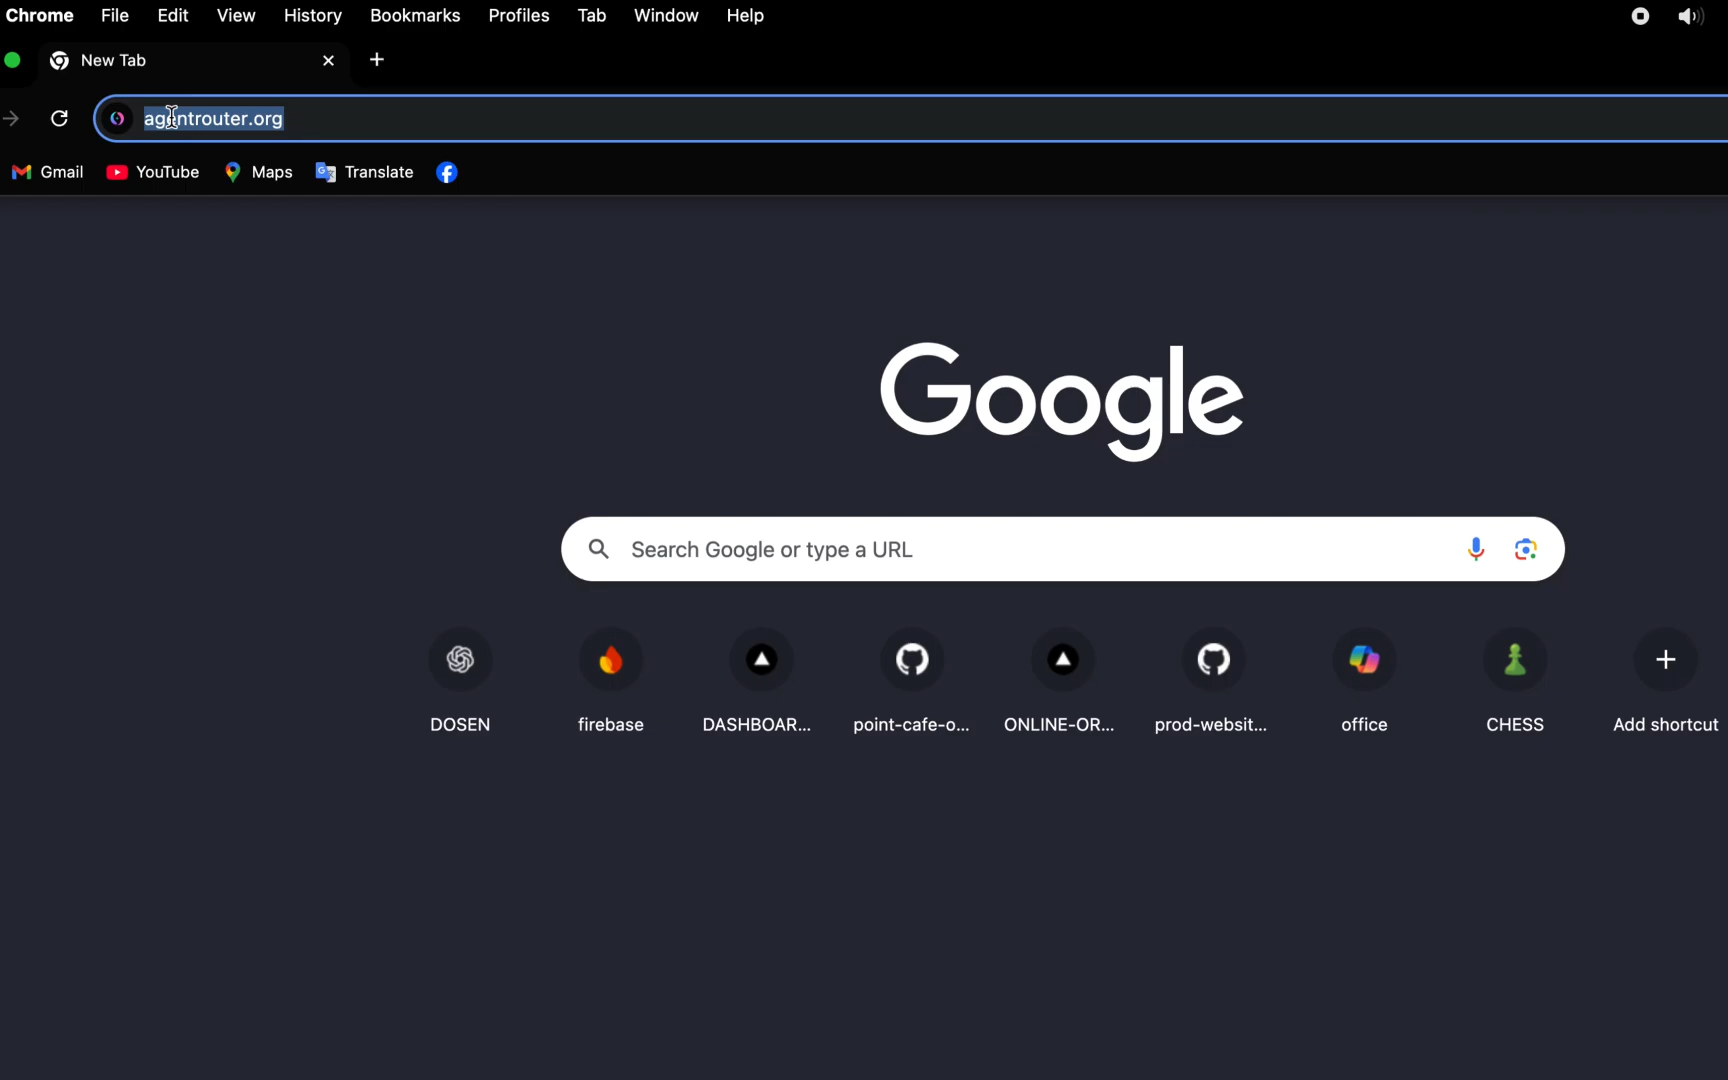 Chrome File Edit View History Bookmarks Profiles Tab Window Help
New Tab
agentrouter.org
Gmail YouTube Maps Translate
Google
Search Google or type a URL
DOSEN firebase DASHBOAR... point-cafe-o... ONLINE-OR... prod-websit... office CHESS Add shortcut